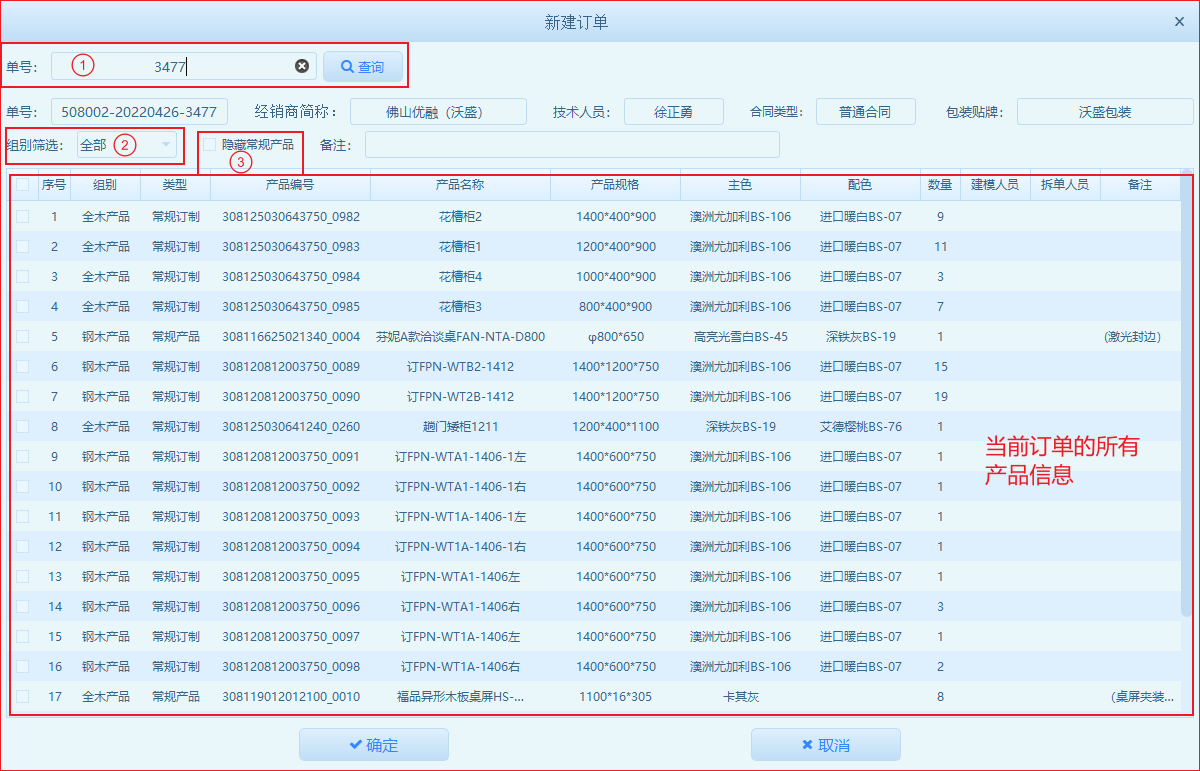 新建订单 ×
单号： ① 3477 查询
单号： 508002-20220426-3477 经销商简称： 佛山优融（沃盛） 技术人员： 徐正勇 合同类型： 普通合同 包装贴牌： 沃盛包装
组别筛选： 全部 ② 隐藏常规产品 ③ 备注：
序号 组别 类型 产品编号 产品名称 产品规格 主色 配色 数量 建模人员 拆单人员 备注
1 全木产品 常规订制 308125030643750_0982 花槽柜2 1400*400*900 澳洲尤加利BS-106 进口暖白BS-07 9
2 全木产品 常规订制 308125030643750_0983 花槽柜1 1200*400*900 澳洲尤加利BS-106 进口暖白BS-07 11
3 全木产品 常规订制 308125030643750_0984 花槽柜4 1000*400*900 澳洲尤加利BS-106 进口暖白BS-07 3
4 全木产品 常规订制 308125030643750_0985 花槽柜3 800*400*900 澳洲尤加利BS-106 进口暖白BS-07 7
5 钢木产品 常规产品 308116625021340_0004 芬妮A款洽谈桌FAN-NTA-D800 φ800*650 高亮光雪白BS-45 深铁灰BS-19 1 (激光封边)
6 钢木产品 常规订制 308120812003750_0089 订FPN-WTB2-1412 1400*1200*750 澳洲尤加利BS-106 进口暖白BS-07 15
7 钢木产品 常规订制 308120812003750_0090 订FPN-WT2B-1412 1400*1200*750 澳洲尤加利BS-106 进口暖白BS-07 19
8 全木产品 常规订制 308125030641240_0260 趟门矮柜1211 1200*400*1100 深铁灰BS-19 艾德樱桃BS-76 1
9 钢木产品 常规订制 308120812003750_0091 订FPN-WTA1-1406-1左 1400*600*750 澳洲尤加利BS-106 进口暖白BS-07 1
10 钢木产品 常规订制 308120812003750_0092 订FPN-WTA1-1406-1右 1400*600*750 澳洲尤加利BS-106 进口暖白BS-07 1
11 钢木产品 常规订制 308120812003750_0093 订FPN-WT1A-1406-1左 1400*600*750 澳洲尤加利BS-106 进口暖白BS-07 1
12 钢木产品 常规订制 308120812003750_0094 订FPN-WT1A-1406-1右 1400*600*750 澳洲尤加利BS-106 进口暖白BS-07 1
13 钢木产品 常规订制 308120812003750_0095 订FPN-WTA1-1406左 1400*600*750 澳洲尤加利BS-106 进口暖白BS-07 1
14 钢木产品 常规订制 308120812003750_0096 订FPN-WTA1-1406右 1400*600*750 澳洲尤加利BS-106 进口暖白BS-07 3
15 钢木产品 常规订制 308120812003750_0097 订FPN-WT1A-1406左 1400*600*750 澳洲尤加利BS-106 进口暖白BS-07 1
16 钢木产品 常规订制 308120812003750_0098 订FPN-WT1A-1406右 1400*600*750 澳洲尤加利BS-106 进口暖白BS-07 2
17 全木产品 常规产品 308119012012100_0010 福品异形木板桌屏HS-... 1100*16*305 卡其灰 8 (桌屏夹装...
当前订单的所有
产品信息
确定 取消